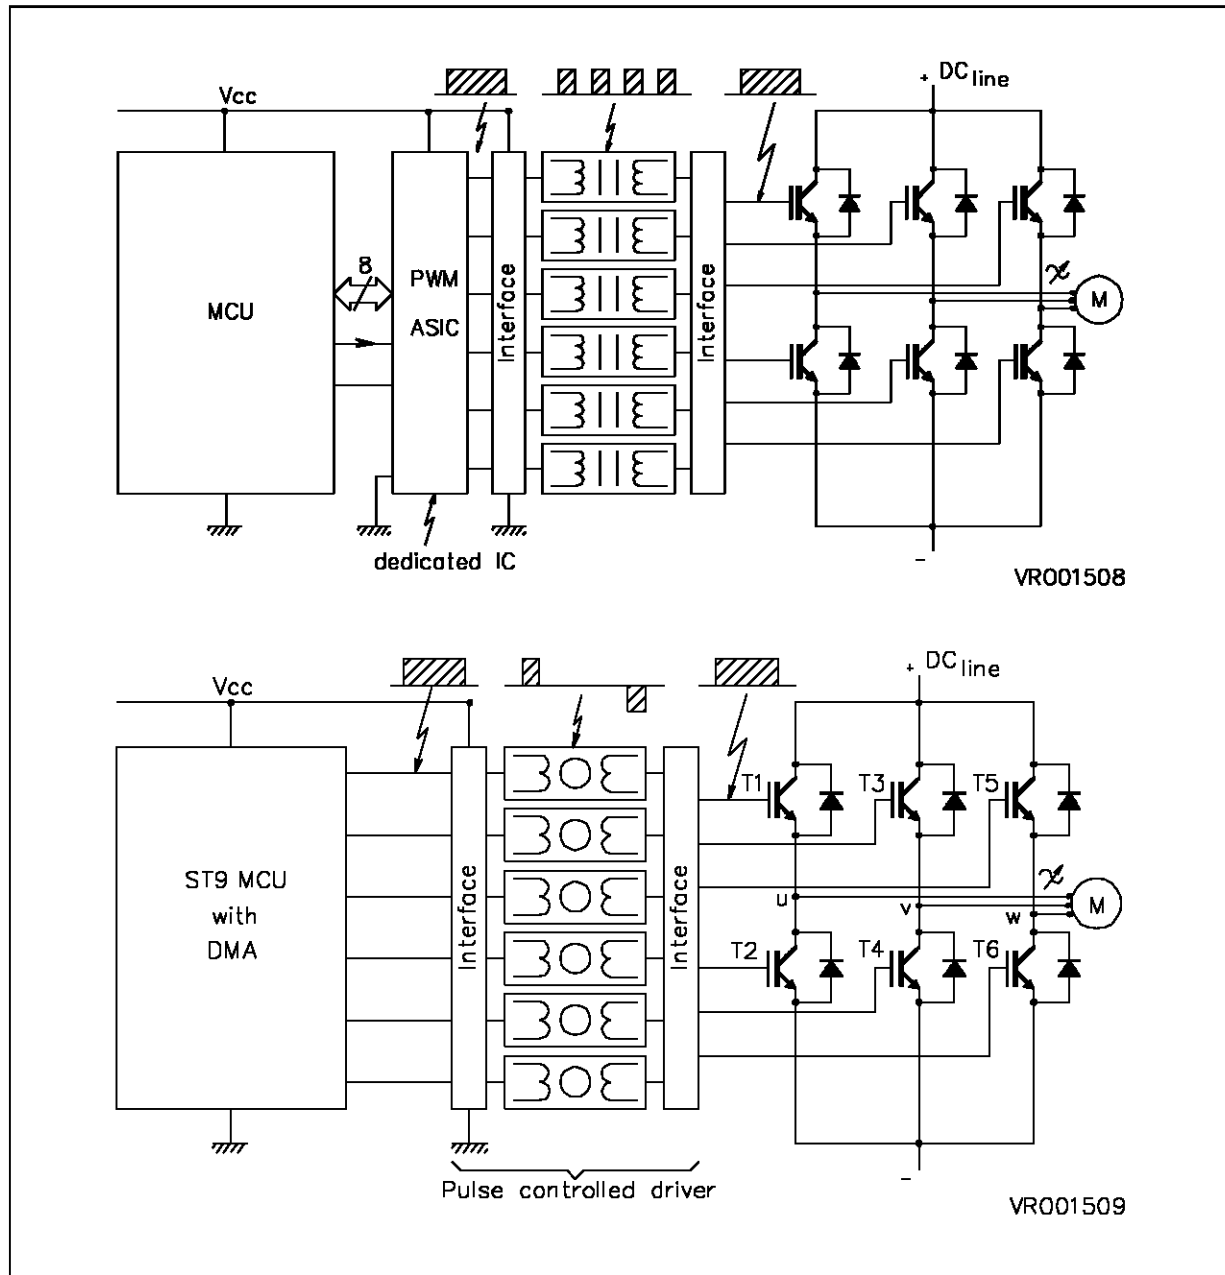 + DC line
Vcc
8
MCU
PWM
ASIC
Interface
Interface
M
dedicated IC
-
VR001508
+ DC line
Vcc
T1
T3
T5
ST9 MCU
with
DMA
Interface
Interface
u
v
w
M
T2
T4
T6
-
Pulse controlled driver
VR001509